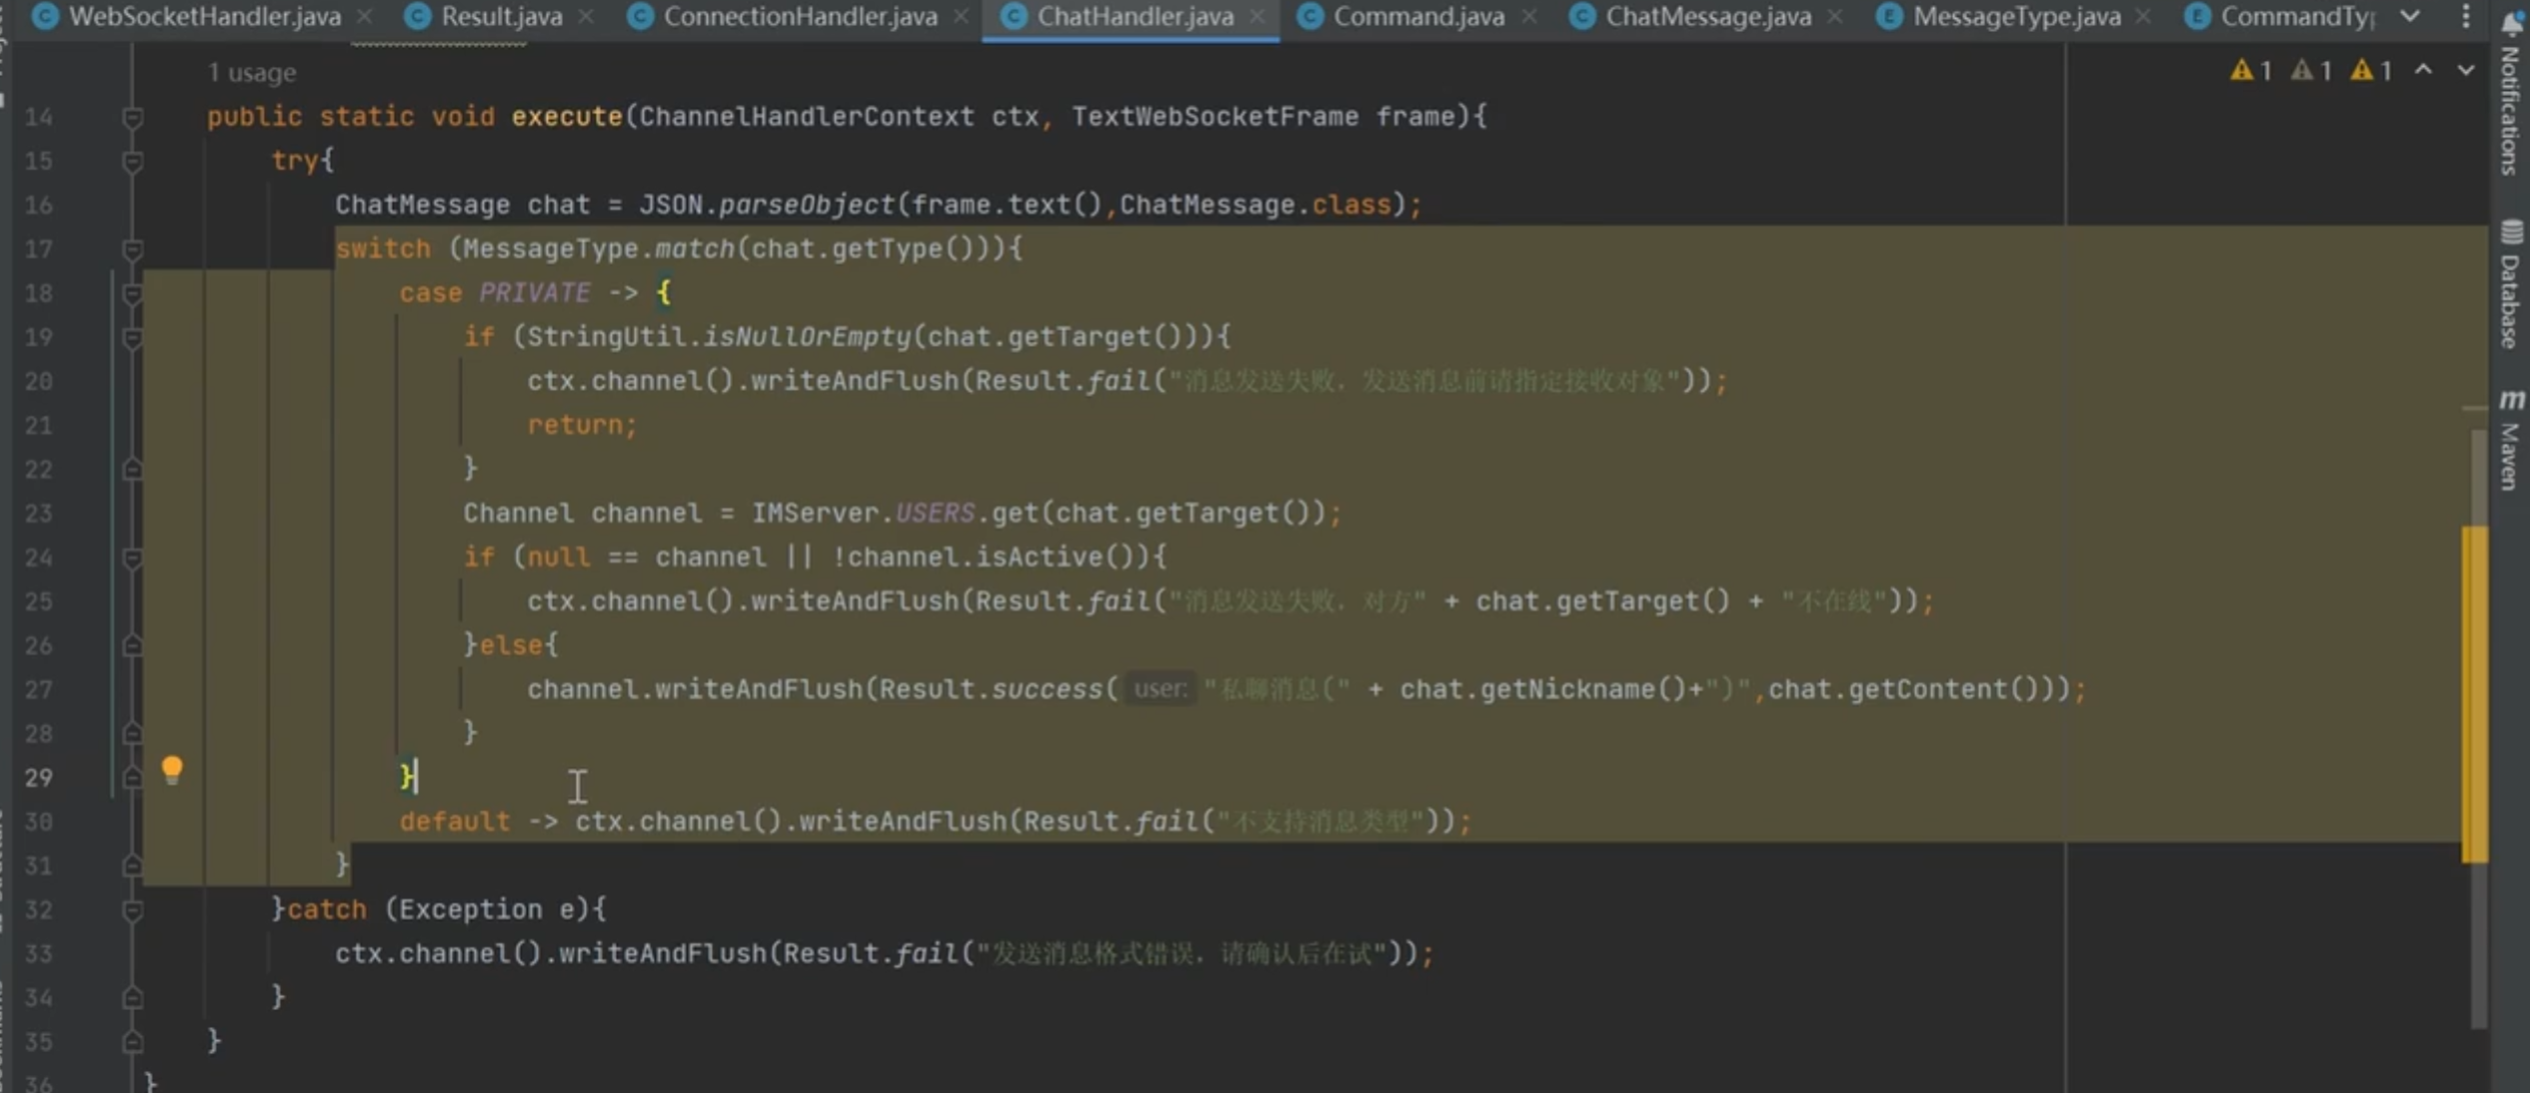 WebSocketHandler.java Result.java ConnectionHandler.java ChatHandler.java Command.java ChatMessage.java MessageType.java CommandTy
1 usage
1 1 1
14 public static void execute(ChannelHandlerContext ctx, TextWebSocketFrame frame){
15 try{
16 ChatMessage chat = JSON.parseObject(frame.text(),ChatMessage.class);
17 switch (MessageType.match(chat.getType())){
18 case PRIVATE -> {
19 if (StringUtil.isNullOrEmpty(chat.getTarget())){
20 ctx.channel().writeAndFlush(Result.fail("消息发送失败，发送消息前请指定接收对象"));
21 return;
22 }
23 Channel channel = IMServer.USERS.get(chat.getTarget());
24 if (null == channel || !channel.isActive()){
25 ctx.channel().writeAndFlush(Result.fail("消息发送失败，对方" + chat.getTarget() + "不在线"));
26 }else{
27 channel.writeAndFlush(Result.success( user: "私聊消息(" + chat.getNickname()+")",chat.getContent()));
28 }
29 }
30 default -> ctx.channel().writeAndFlush(Result.fail("不支持消息类型"));
31 }
32 }catch (Exception e){
33 ctx.channel().writeAndFlush(Result.fail("发送消息格式错误，请确认后在试"));
34 }
35 }
36 }
Notifications
Database
m Maven